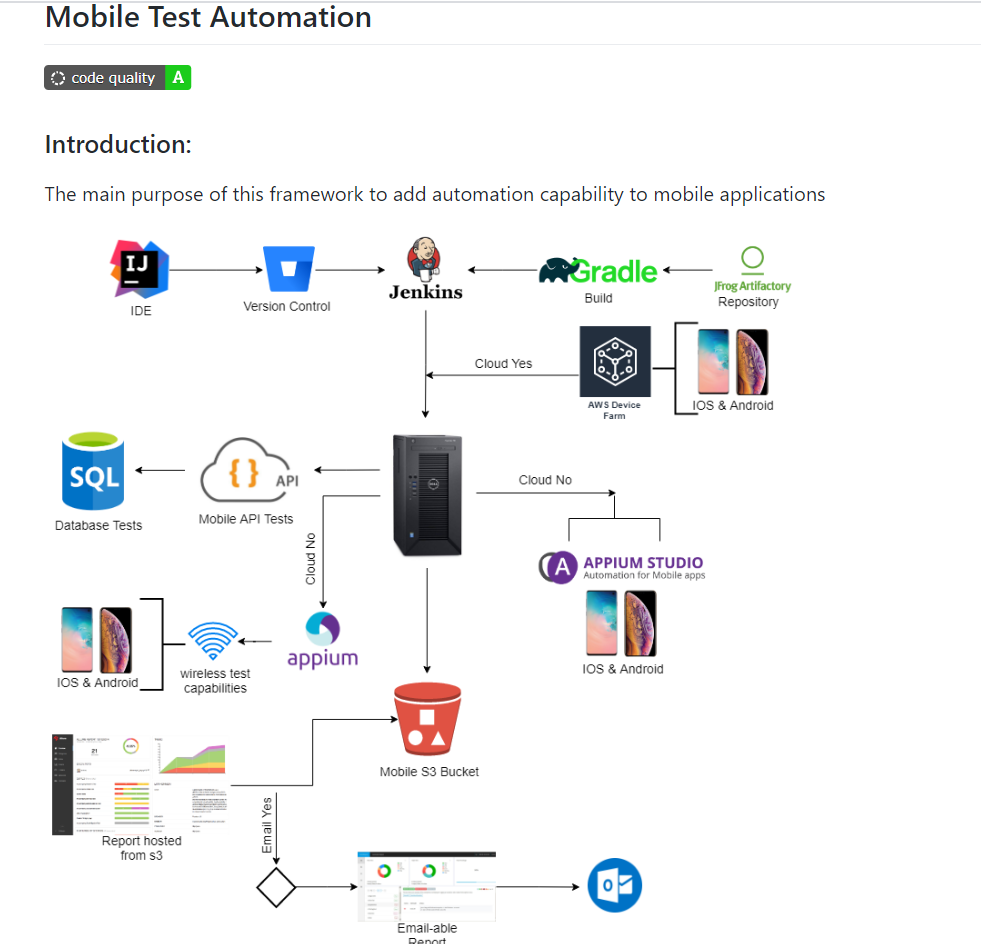 Mobile Test Automation
code quality A
Introduction:
The main purpose of this framework to add automation capability to mobile applications
IJ
IDE
Version Control
Jenkins
Gradle
Build
JFrog Artifactory
Repository
Cloud Yes
AWS Device
Farm
IOS & Android
SQL
Database Tests
{ } API
Mobile API Tests
Cloud No
Cloud No
APPIUM STUDIO
Automation for Mobile apps
IOS & Android
appium
wireless test
capabilities
IOS & Android
Mobile S3 Bucket
Report hosted
from s3
Email Yes
Email-able
Report